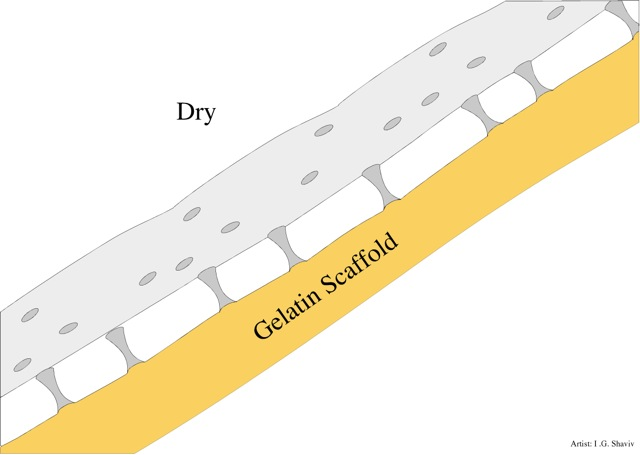 Dry
Gelatin Scaffold
Artist: I .G. Shaviv